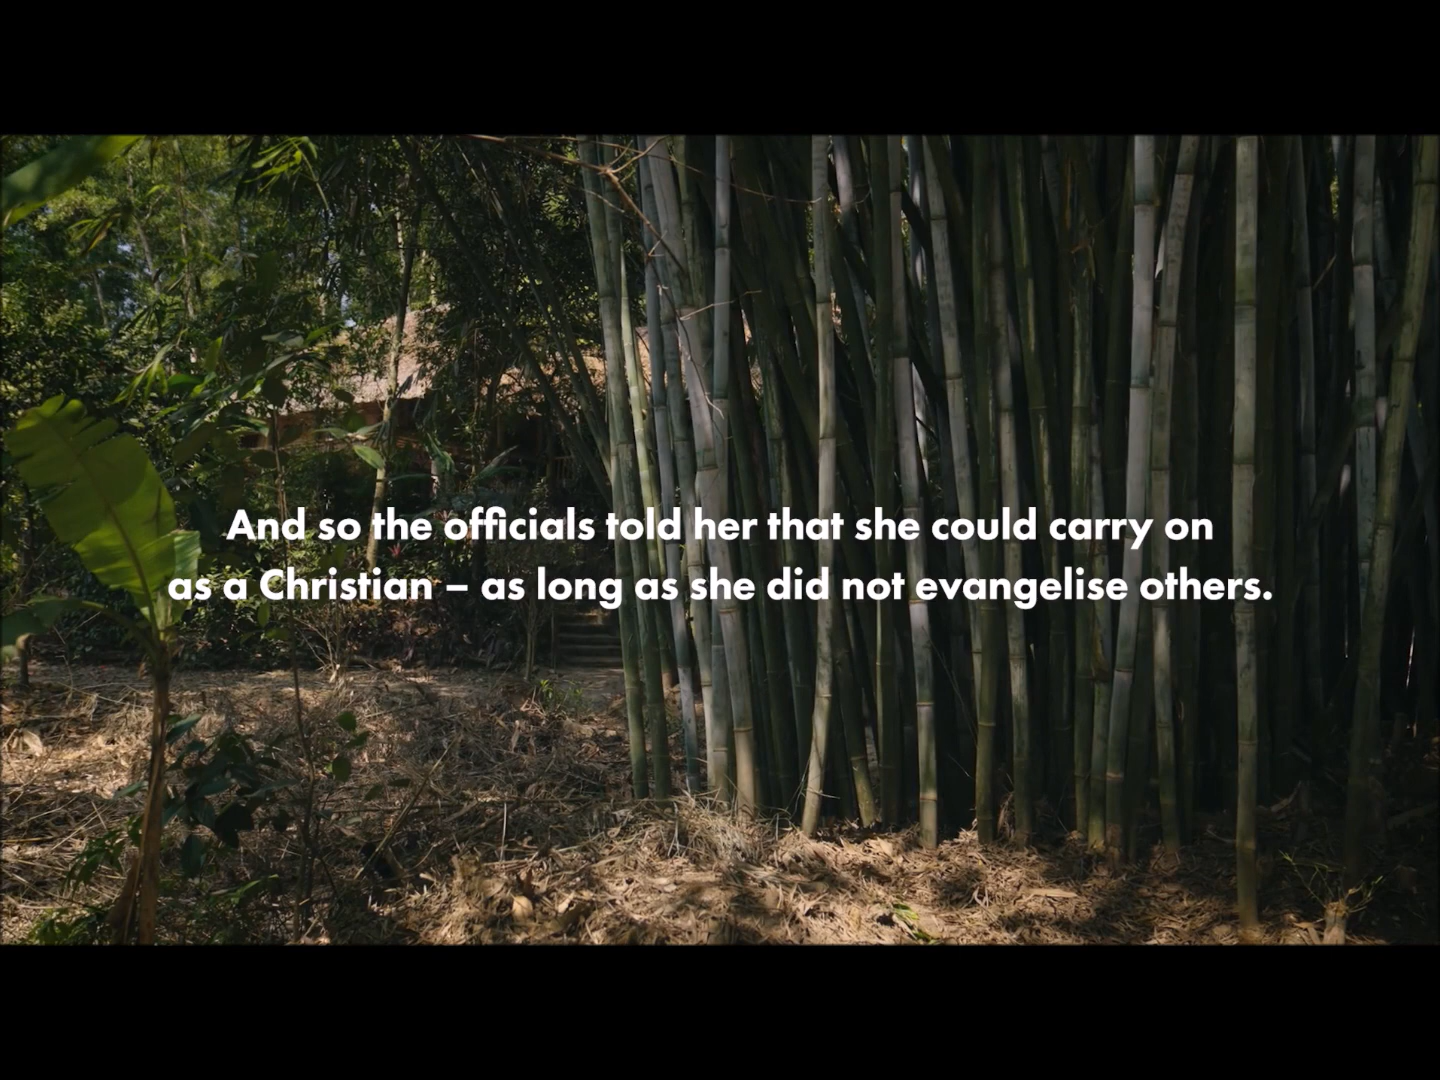 And so the officials told her that she could carry on
as a Christian – as long as she did not evangelise others.